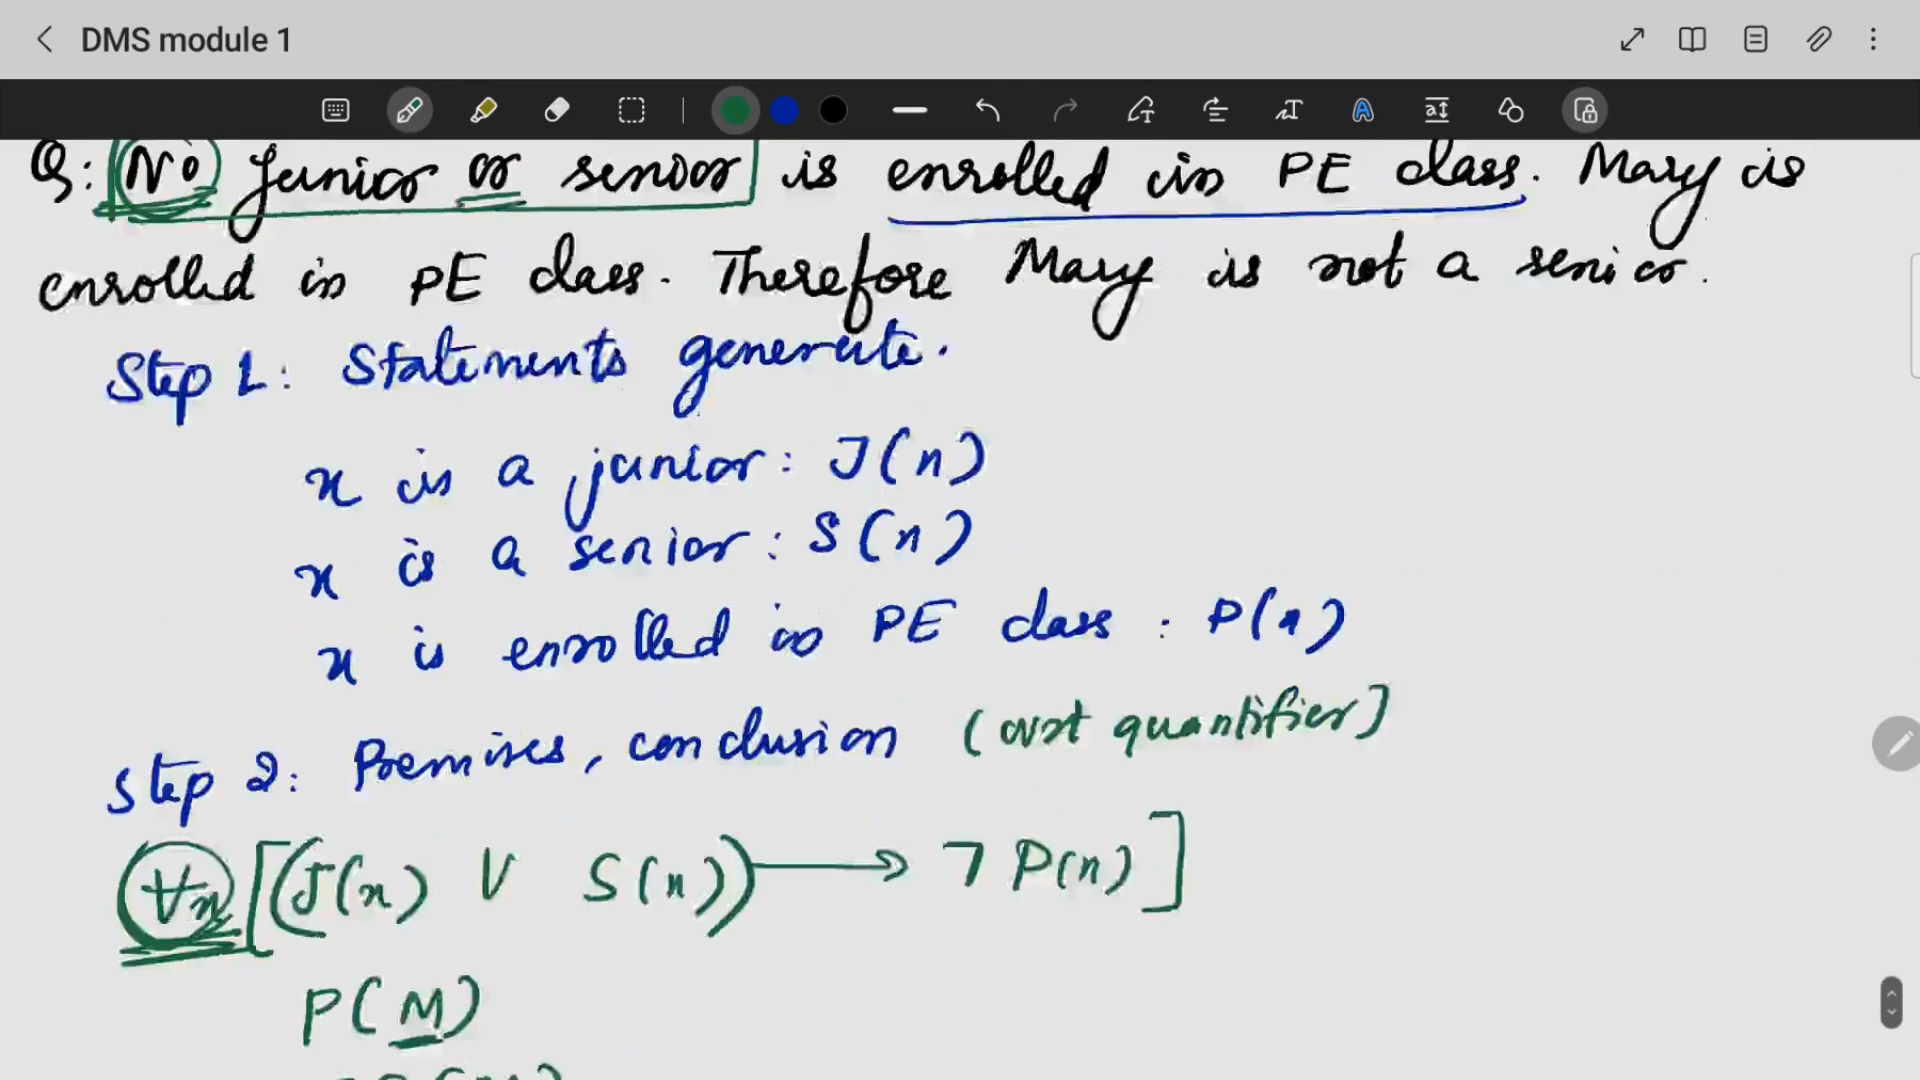 DMS module 1
Q: No junior or senior is enrolled in PE class. Mary is
enrolled in PE class. Therefore Mary is not a senior.
Step 1: Statements generate.
x is a junior: J(x)
x is a senior: S(x)
x is enrolled in PE class: P(x)
Step 2: Premises, conclusion (wrt quantifier)
∀x [(J(x) ∨ S(x)) → ¬ P(x)]
P(M)